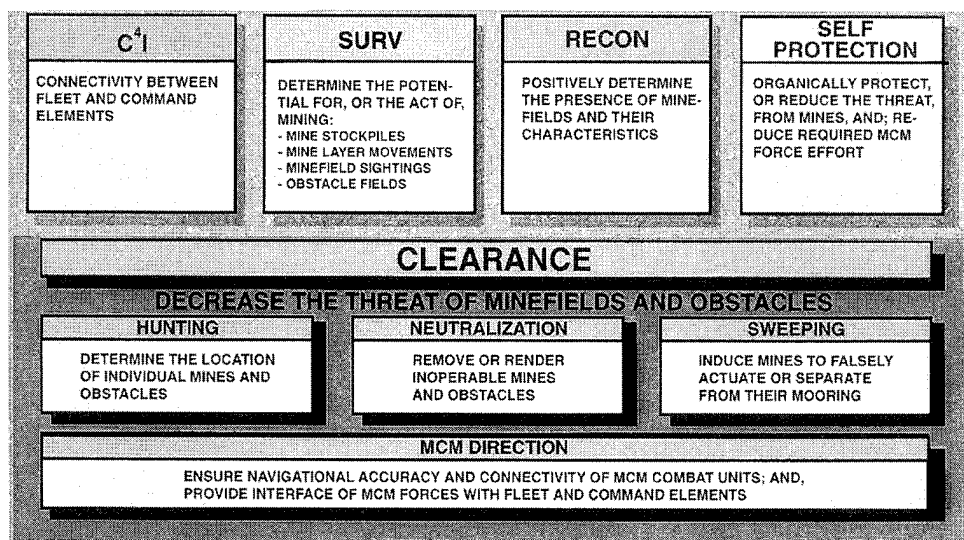 C⁴I
CONNECTIVITY BETWEEN
FLEET AND COMMAND
ELEMENTS
SURV
DETERMINE THE POTEN-
TIAL FOR, OR THE ACT OF,
MINING:
- MINE STOCKPILES
- MINE LAYER MOVEMENTS
- MINEFIELD SIGHTINGS
- OBSTACLE FIELDS
RECON
POSITIVELY DETERMINE
THE PRESENCE OF MINE-
FIELDS AND THEIR
CHARACTERISTICS
SELF
PROTECTION
ORGANICALLY PROTECT,
OR REDUCE THE THREAT,
FROM MINES, AND; RE-
DUCE REQUIRED MCM
FORCE EFFORT
CLEARANCE
DECREASE THE THREAT OF MINEFIELDS AND OBSTACLES
HUNTING
DETERMINE THE LOCATION
OF INDIVIDUAL MINES AND
OBSTACLES
NEUTRALIZATION
REMOVE OR RENDER
INOPERABLE MINES
AND OBSTACLES
SWEEPING
INDUCE MINES TO FALSELY
ACTUATE OR SEPARATE
FROM THEIR MOORING
MCM DIRECTION
ENSURE NAVIGATIONAL ACCURACY AND CONNECTIVITY OF MCM COMBAT UNITS; AND,
PROVIDE INTERFACE OF MCM FORCES WITH FLEET AND COMMAND ELEMENTS